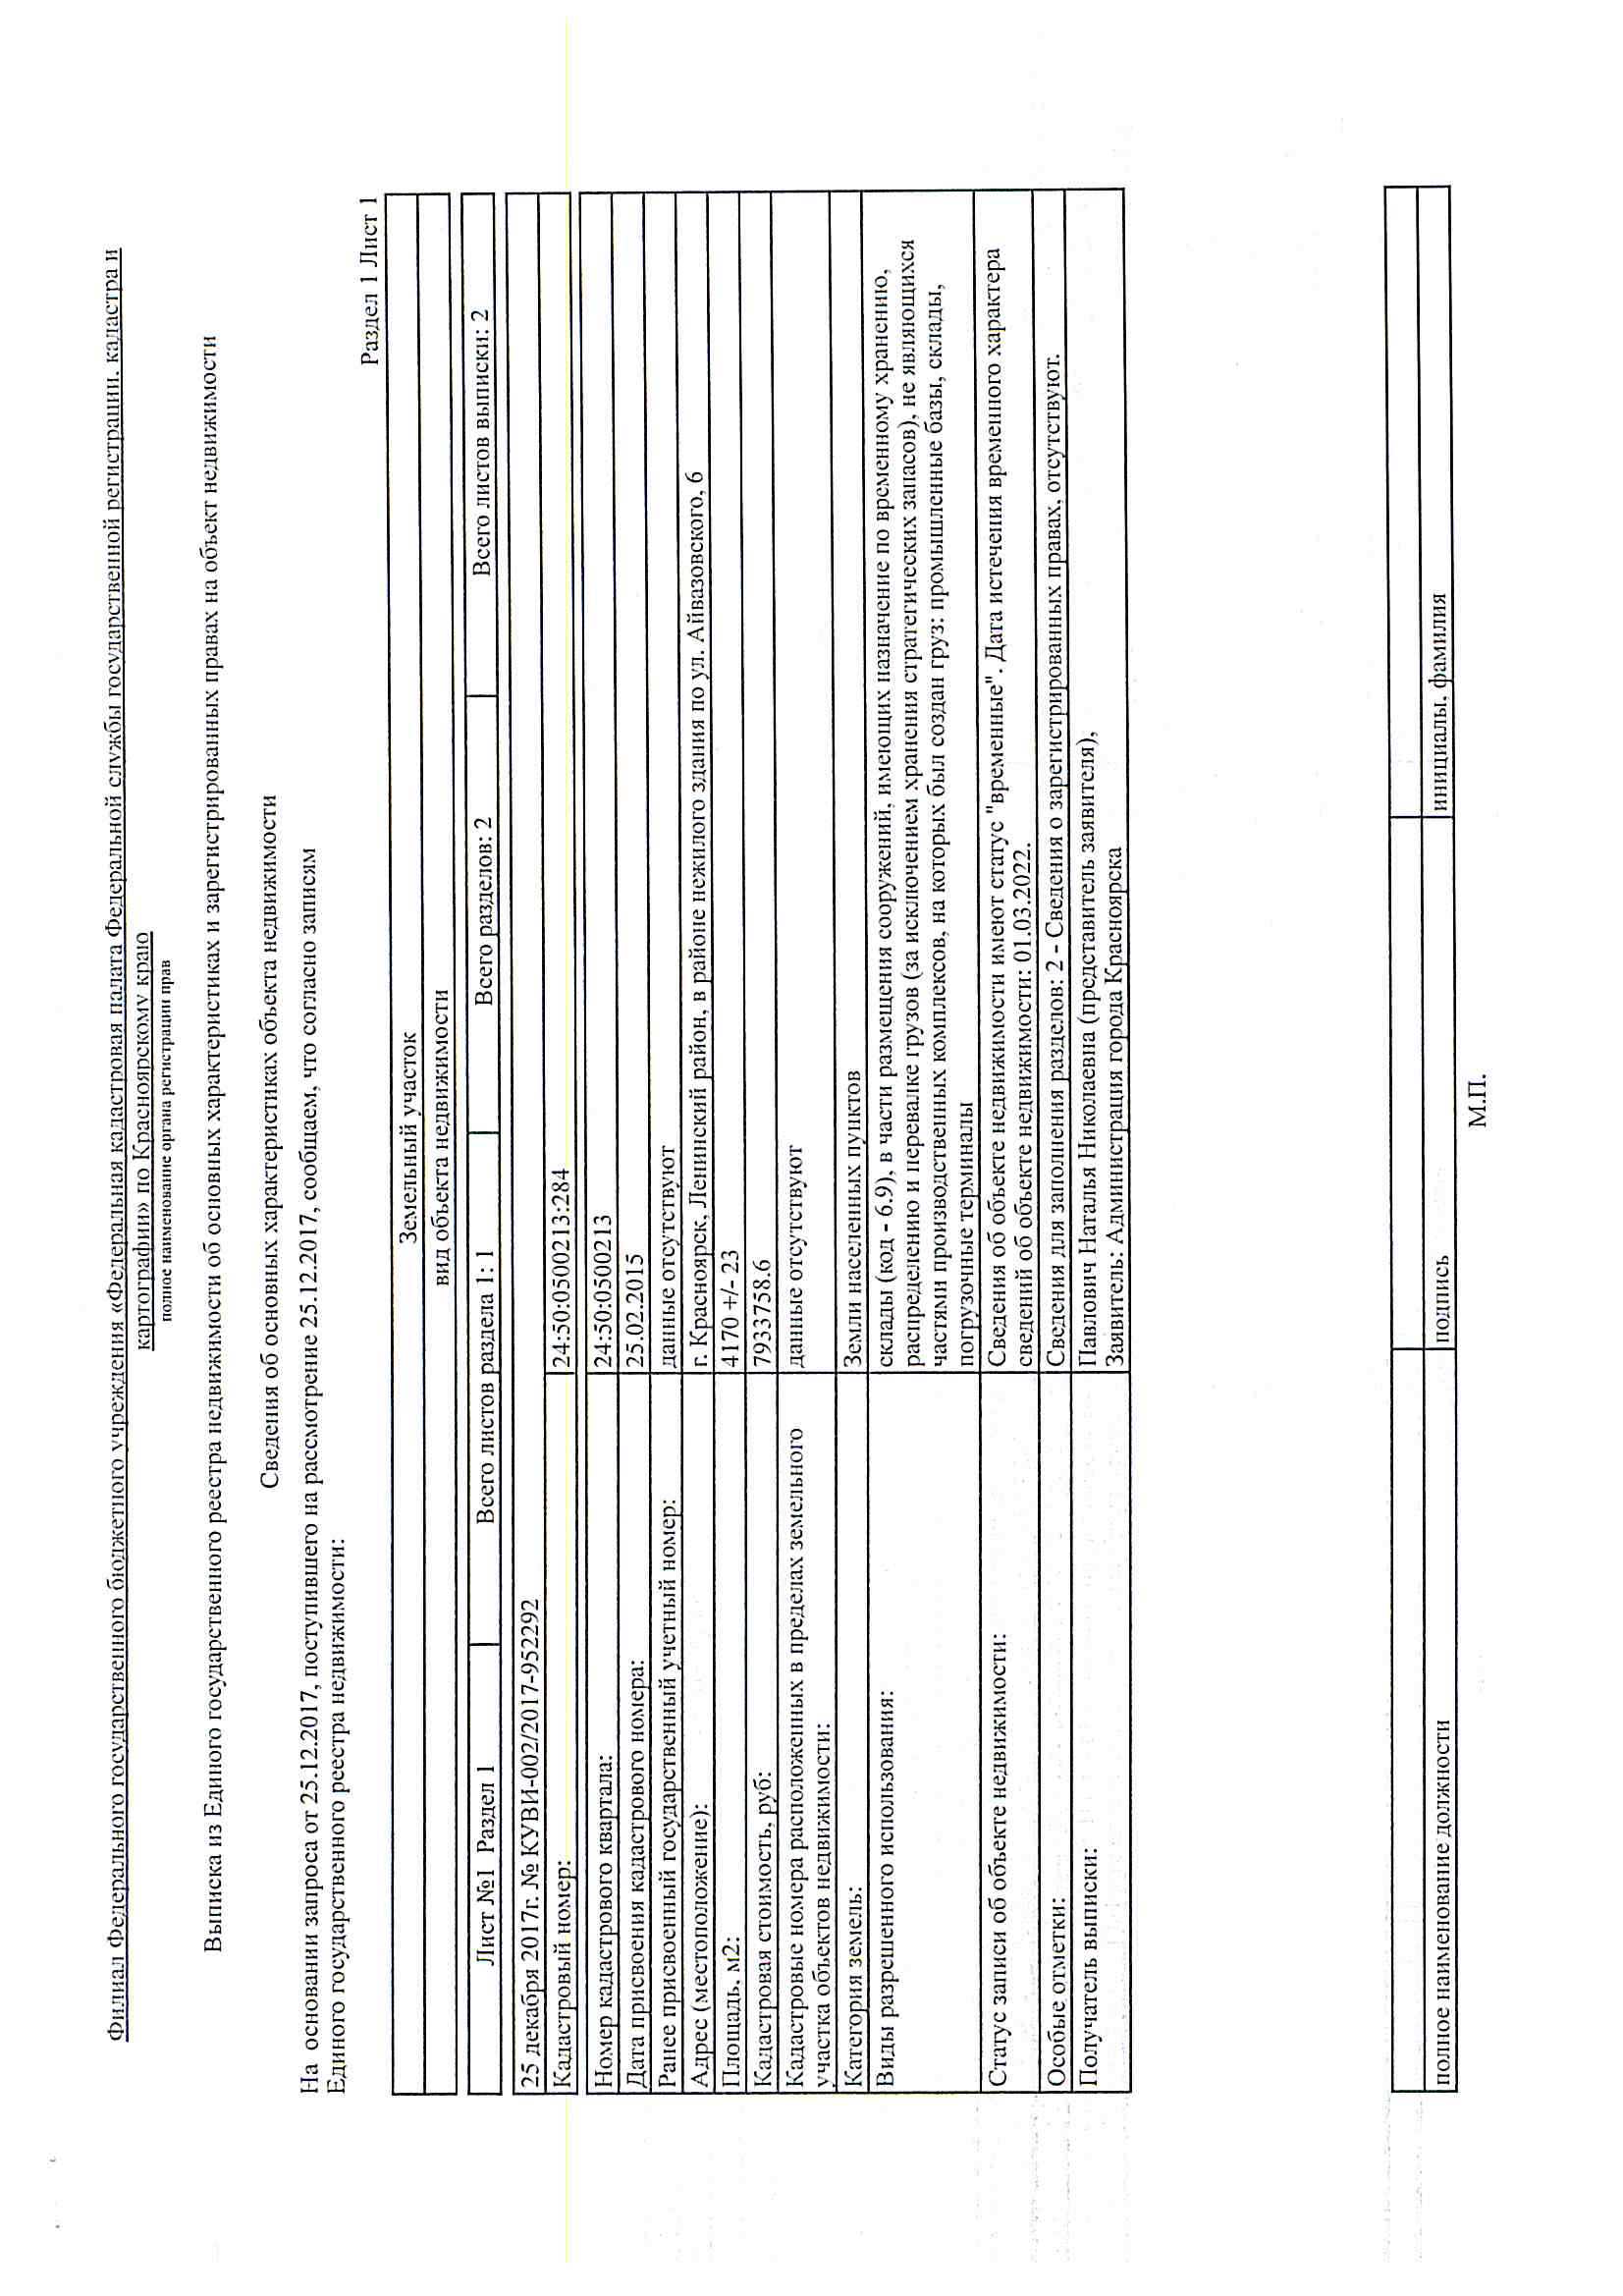 Филиал Федерального государственного бюджетного учреждения «Федеральная кадастровая палата Федеральной службы государственной регистрации, кадастра и
картографии» по Красноярскому краю
полное наименование органа регистрации прав
Выписка из Единого государственного реестра недвижимости об основных характеристиках и зарегистрированных правах на объект недвижимости
Сведения об основных характеристиках объекта недвижимости
На основании запроса от 25.12.2017, поступившего на рассмотрение 25.12.2017, сообщаем, что согласно записям
Единого государственного реестра недвижимости:
Раздел 1 Лист 1
Земельный участок
вид объекта недвижимости
Лист №1 Раздел 1 Всего листов раздела 1: 1 Всего разделов: 2 Всего листов выписки: 2
25 декабря 2017г. № КУВИ-002/2017-952292
Кадастровый номер: 24:50:0500213:284
Номер кадастрового квартала: 24:50:0500213
Дата присвоения кадастрового номера: 25.02.2015
Ранее присвоенный государственный учетный номер: данные отсутствуют
Адрес (местоположение): г. Красноярск, Ленинский район, в районе нежилого здания по ул. Айвазовского, 6
Площадь, м2: 4170 +/- 23
Кадастровая стоимость, руб: 7933758.6
Кадастровые номера расположенных в пределах земельного
участка объектов недвижимости: данные отсутствуют
Категория земель: Земли населенных пунктов
Виды разрешенного использования: склады (код - 6.9), в части размещения сооружений, имеющих назначение по временному хранению,
распределению и перевалке грузов (за исключением хранения стратегических запасов), не являющихся
частями производственных комплексов, на которых был создан груз: промышленные базы, склады,
погрузочные терминалы
Статус записи об объекте недвижимости: Сведения об объекте недвижимости имеют статус "временные". Дата истечения временного характера
сведений об объекте недвижимости: 01.03.2022.
Особые отметки: Сведения для заполнения разделов: 2 - Сведения о зарегистрированных правах, отсутствуют.
Получатель выписки: Павлович Наталья Николаевна (представитель заявителя),
Заявитель: Администрация города Красноярска
полное наименование должности подпись инициалы, фамилия
М.П.